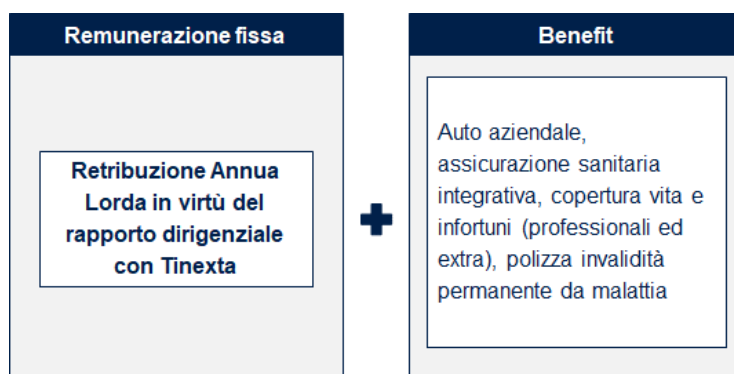 Remunerazione fissa
Retribuzione Annua
Lorda in virtù del
rapporto dirigenziale
con Tinexta
Benefit
Auto aziendale,
assicurazione sanitaria
integrativa, copertura vita e
infortuni (professionali ed
extra), polizza invalidità
permanente da malattia